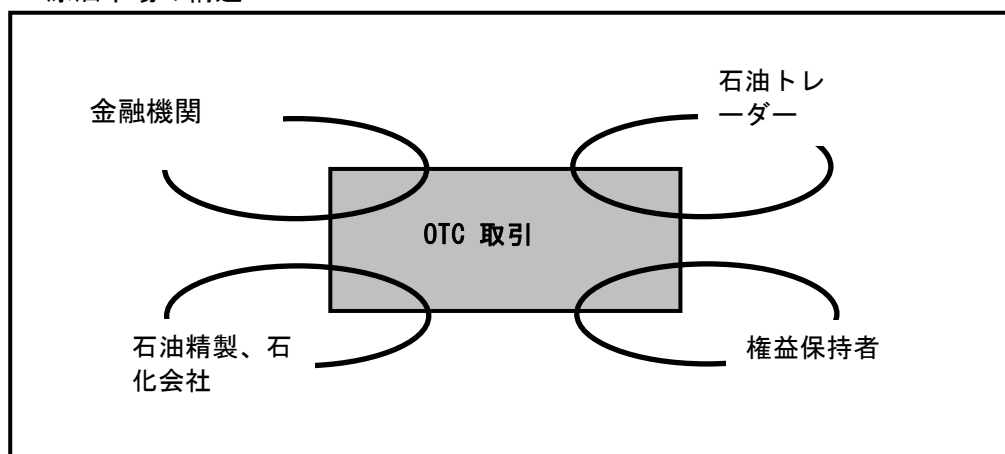 金融機関
石油トレ
ーダー
OTC 取引
石油精製、石
化会社
権益保持者